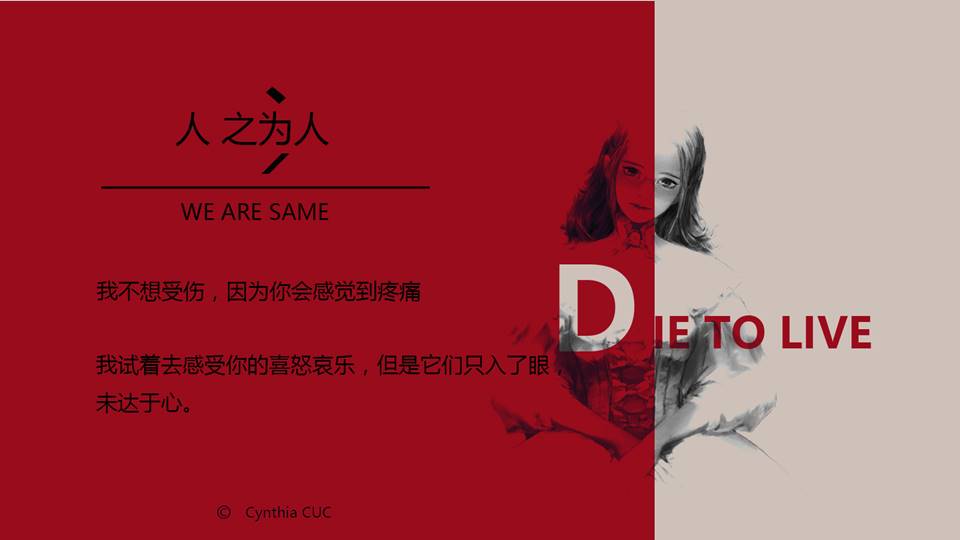 人 之为人
WE ARE SAME
我不想受伤，因为你会感觉到疼痛
DIE TO LIVE
我试着去感受你的喜怒哀乐，但是它们只入了眼，
未达于心。
© Cynthia CUC